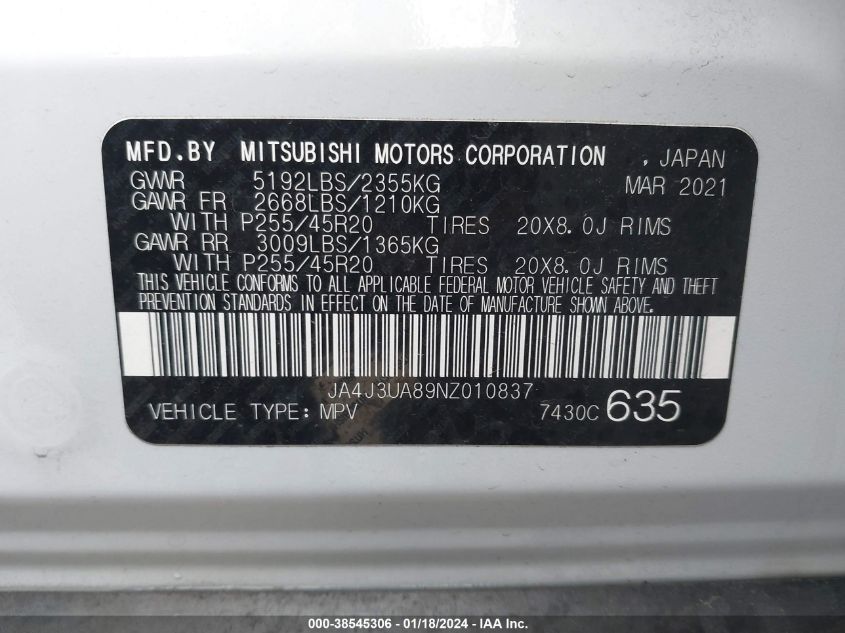 MFD.BY MITSUBISHI MOTORS CORPORATION , JAPAN
GVWR 5192LBS/2355KG MAR 2021
GAWR FR 2668LBS/1210KG
WITH P255/45R20 TIRES 20X8.0J RIMS
GAWR RR 3009LBS/1365KG
WITH P255/45R20 TIRES 20X8.0J RIMS
THIS VEHICLE CONFORMS TO ALL APPLICABLE FEDERAL MOTOR VEHICLE SAFETY AND THEFT
PREVENTION STANDARDS IN EFFECT ON THE DATE OF MANUFACTURE SHOWN ABOVE.
JA4J3UA89NZ010837
VEHICLE TYPE: MPV 7430C 635
000-38545306 - 01/18/2024 - IAA Inc.